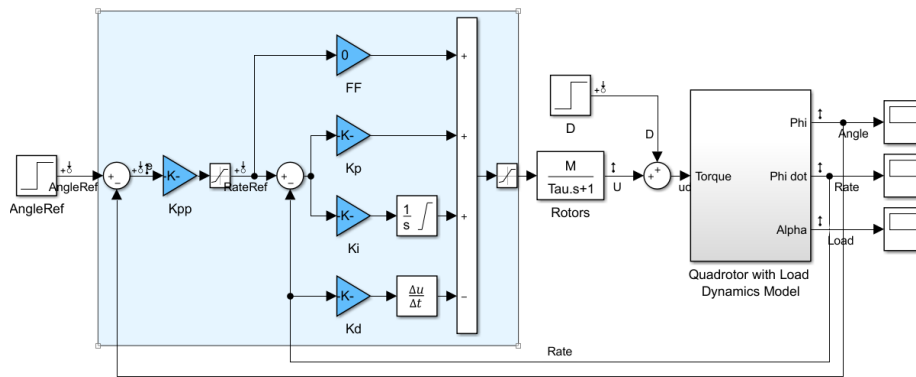 0
FF
+
D
D
-K-
Kp
+
Phi
Angle
AngleRef
AngleRef
+
−
e
-K-
Kpp
RateRef
+
−
M
Tau.s+1
Rotors
U
+
+
Torque
Phi dot
Rate
-K-
Ki
1
s
+
Alpha
Load
-K-
Kd
Δu
Δt
−
Quadrotor with Load
Dynamics Model
Rate